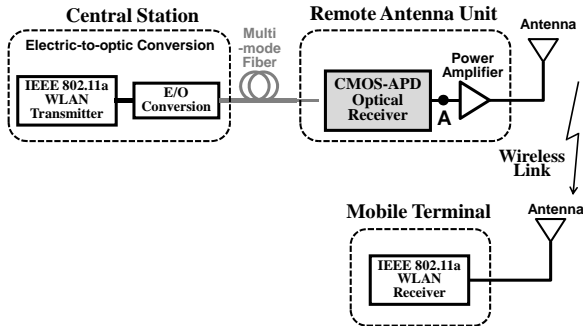 Central Station
Electric-to-optic Conversion
IEEE 802.11a
WLAN
Transmitter
E/O
Conversion
Multi
-mode
Fiber
Remote Antenna Unit
CMOS-APD
Optical
Receiver
A
Power
Amplifier
Antenna
Wireless
Link
Mobile Terminal
IEEE 802.11a
WLAN
Receiver
Antenna